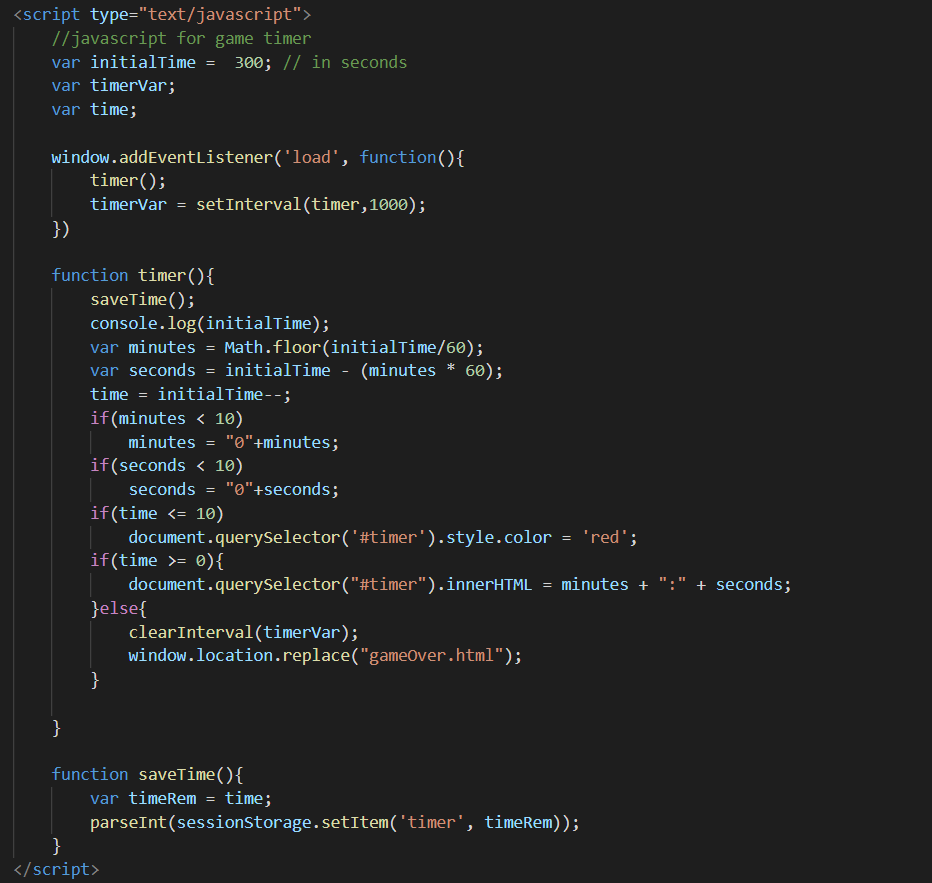 <script type="text/javascript">
    //javascript for game timer
    var initialTime =  300; // in seconds
    var timerVar;
    var time;

    window.addEventListener('load', function(){
        timer();
        timerVar = setInterval(timer,1000);
    })

    function timer(){
        saveTime();
        console.log(initialTime);
        var minutes = Math.floor(initialTime/60);
        var seconds = initialTime - (minutes * 60);
        time = initialTime--;
        if(minutes < 10)
            minutes = "0"+minutes;
        if(seconds < 10)
            seconds = "0"+seconds;
        if(time <= 10)
            document.querySelector('#timer').style.color = 'red';
        if(time >= 0){
            document.querySelector("#timer").innerHTML = minutes + ":" + seconds;
        }else{
            clearInterval(timerVar);
            window.location.replace("gameOver.html");
        }

    }

    function saveTime(){
        var timeRem = time;
        parseInt(sessionStorage.setItem('timer', timeRem));
    }
</script>